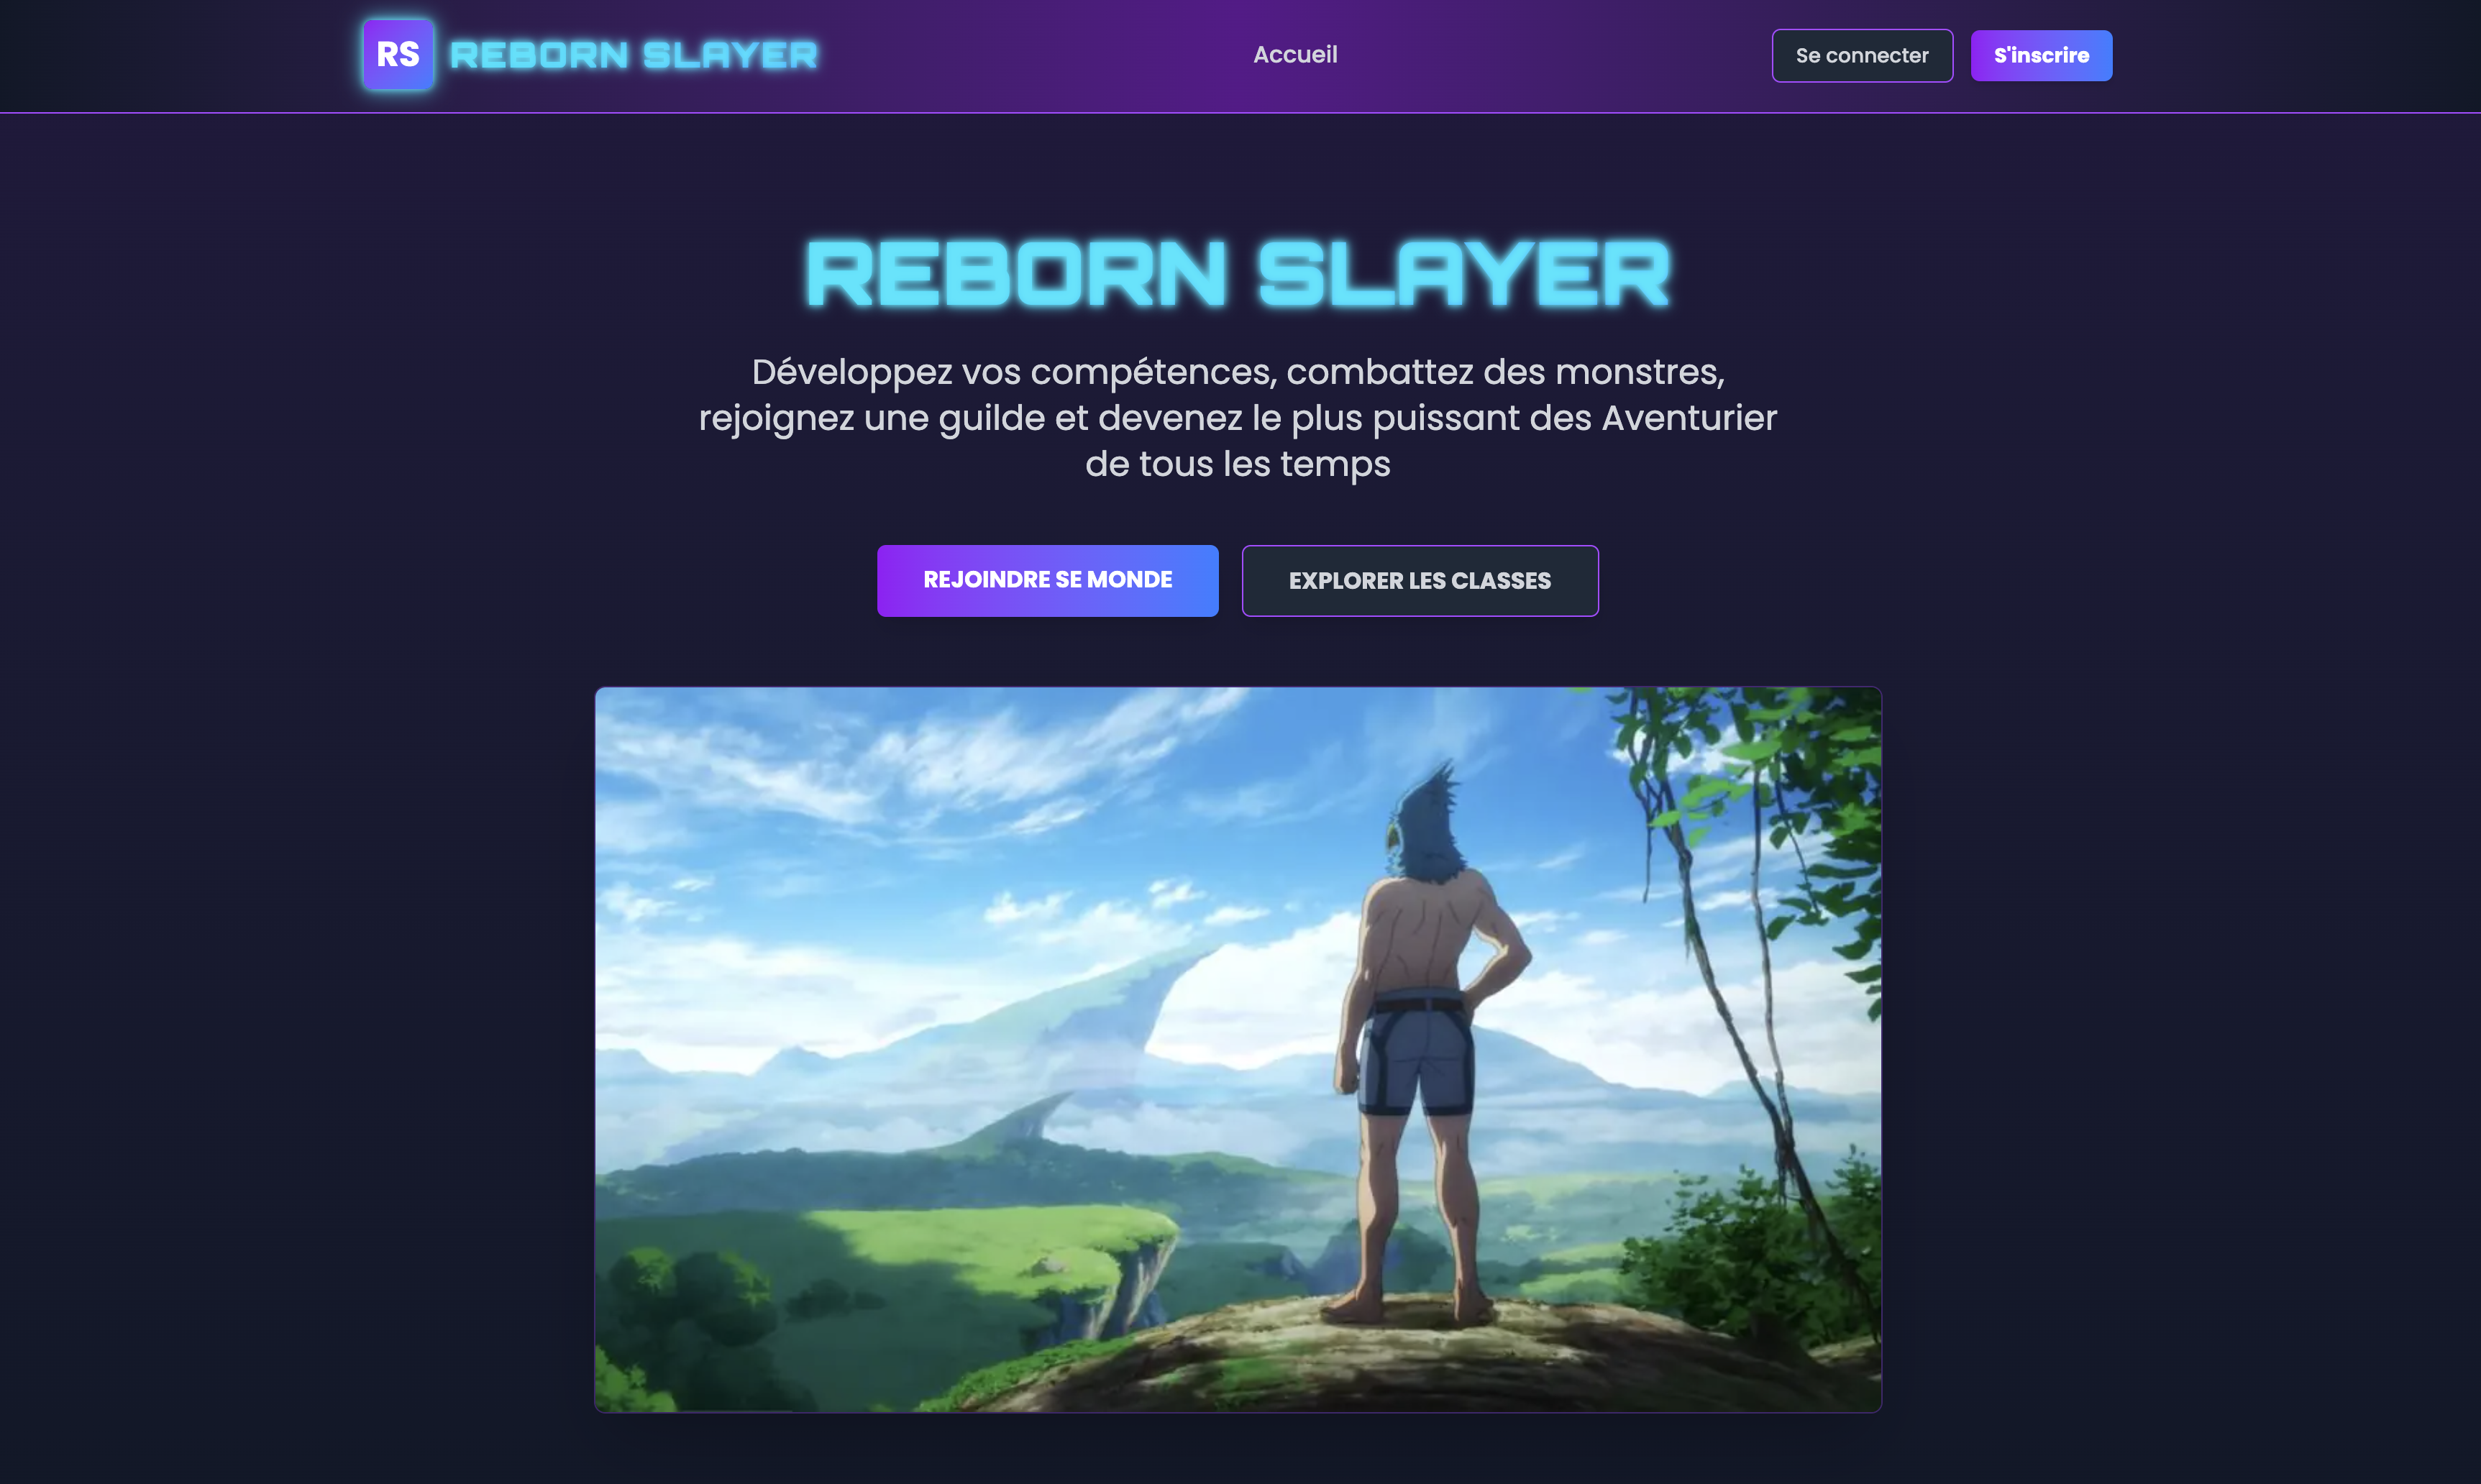 RS
REBORN SLAYER
Accueil
Se connecter
S'inscrire
REBORN SLAYER
Développez vos compétences, combattez des monstres,
rejoignez une guilde et devenez le plus puissant des Aventurier
de tous les temps
REJOINDRE SE MONDE
EXPLORER LES CLASSES